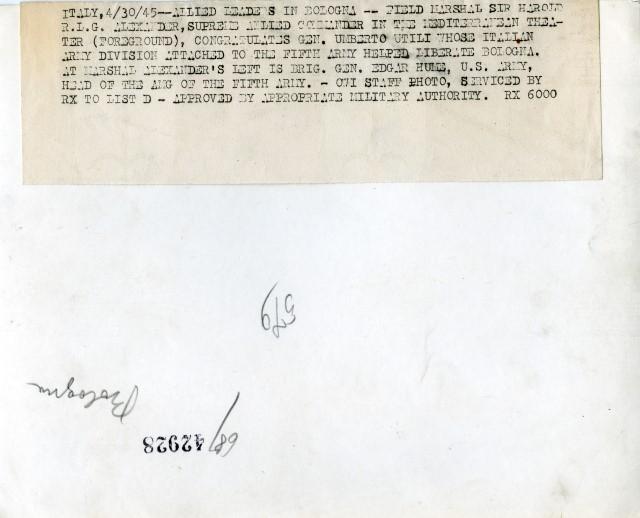 ITALY,4/30/45--ALLIED LEADERS IN BOLOGNA -- FIELD MARSHAL SIR HAROLD
R.L.G. ALEXANDER,SUPREME ALLIED COMMANDER IN THE MEDITERRANEAN THEA-
TER (FOREGROUND), CONGRATULATES GEN. UMBERTO UTILI WHOSE ITALIAN
ARMY DIVISION ATTACHED TO THE FIFTH ARMY HELPED LIBERATE BOLOGNA.
AT MARSHAL ALEXANDER'S LEFT IS BRIG. GEN. EDGAR HUME, U.S. ARMY,
HEAD OF THE AMG OF THE FIFTH ARMY. - OWI STAFF PHOTO, SERVICED BY
RX TO LIST D - APPROVED BY APPROPRIATE MILITARY AUTHORITY. RX 6000
579
Bologna
68/42928